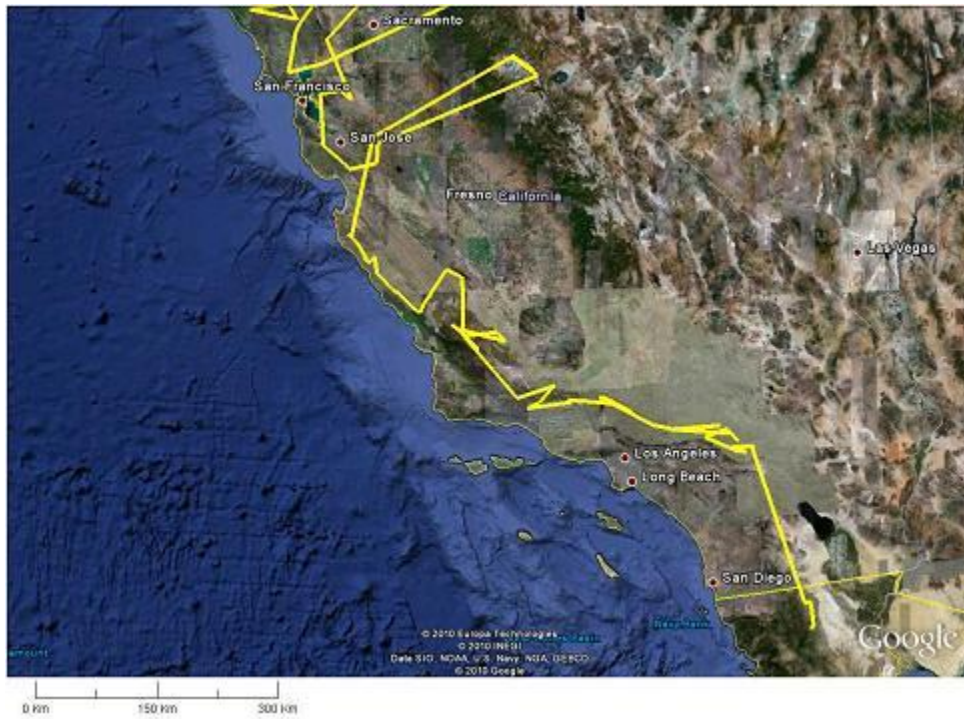 Sacramento
San Francisco
San Jose
Fresno California
Las Vegas
Los Angeles
Long Beach
San Diego
© 2010 Europa Technologies
© 2010 INEGI
Data SIO, NOAA, U.S. Navy, NGA, GEBCO
© 2010 Google
Google
0 Km 150 Km 300 Km